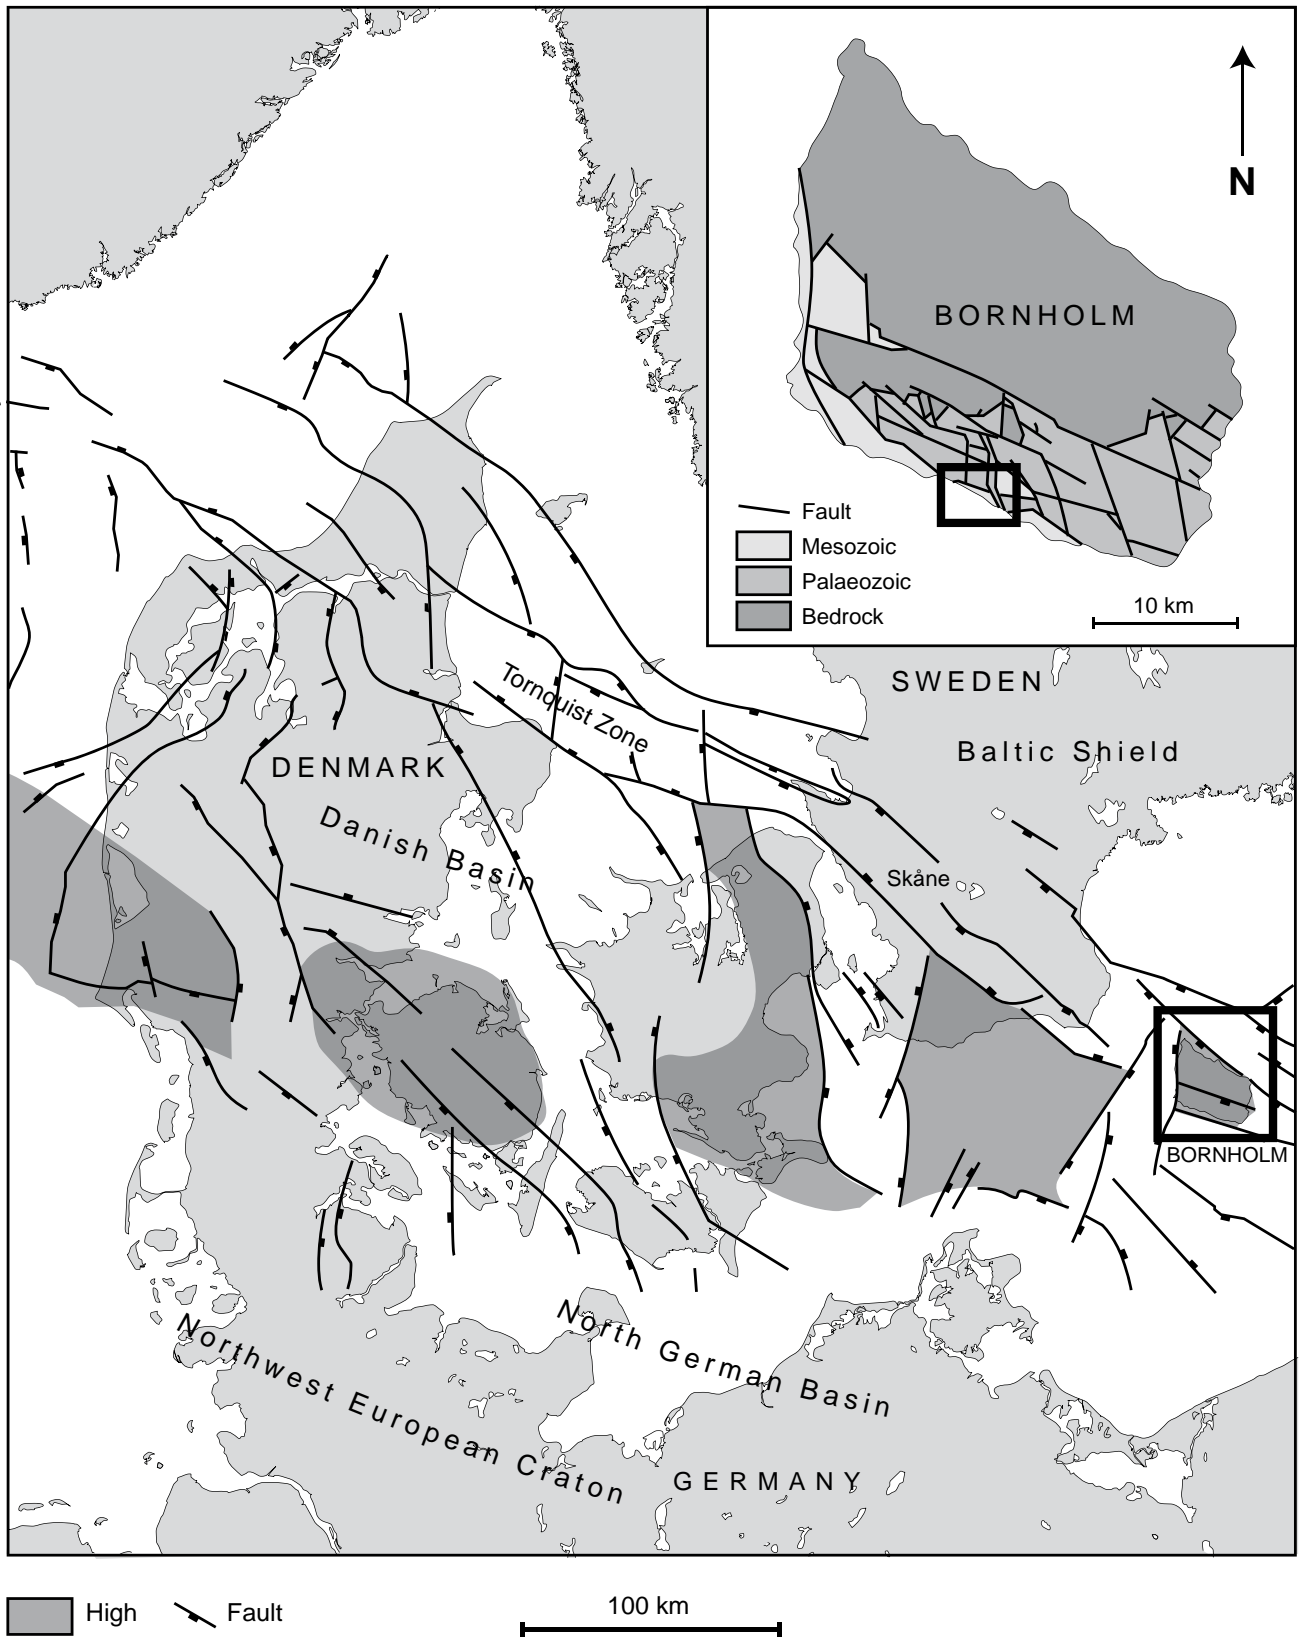 N
BORNHOLM
Fault
Mesozoic
Palaeozoic
Bedrock
10 km
SWEDEN
Baltic Shield
Tornquist Zone
DENMARK
Danish Basin
Skåne
BORNHOLM
North German Basin
Northwest European Craton
GERMANY
High
Fault
100 km